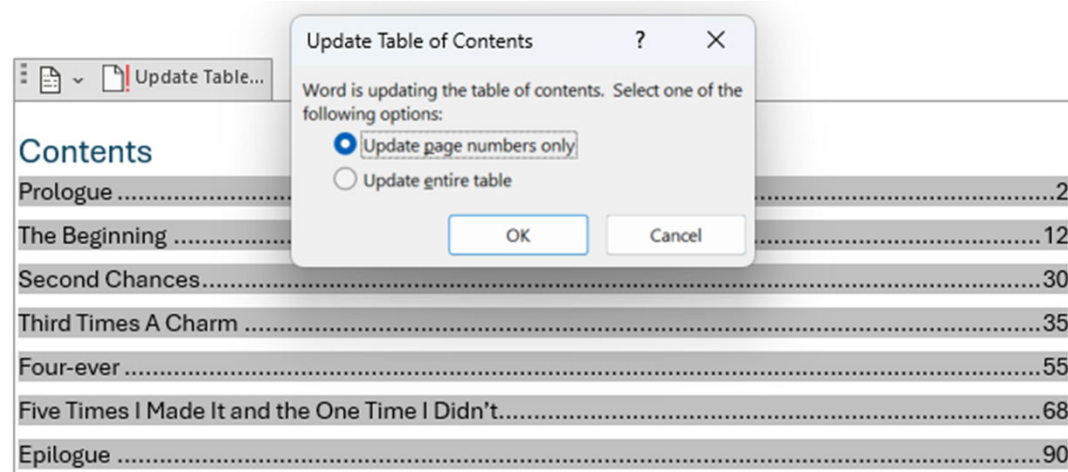 Update Table of Contents ?
Update Table...
Word is updating the table of contents. Select one of the
following options:
Update page numbers only
Update entire table
OK Cancel
Contents
Prologue ........ 2
The Beginning ........ 12
Second Chances........ 30
Third Times A Charm ........ 35
Four-ever ........ 55
Five Times I Made It and the One Time I Didn’t........ 68
Epilogue ........ 90